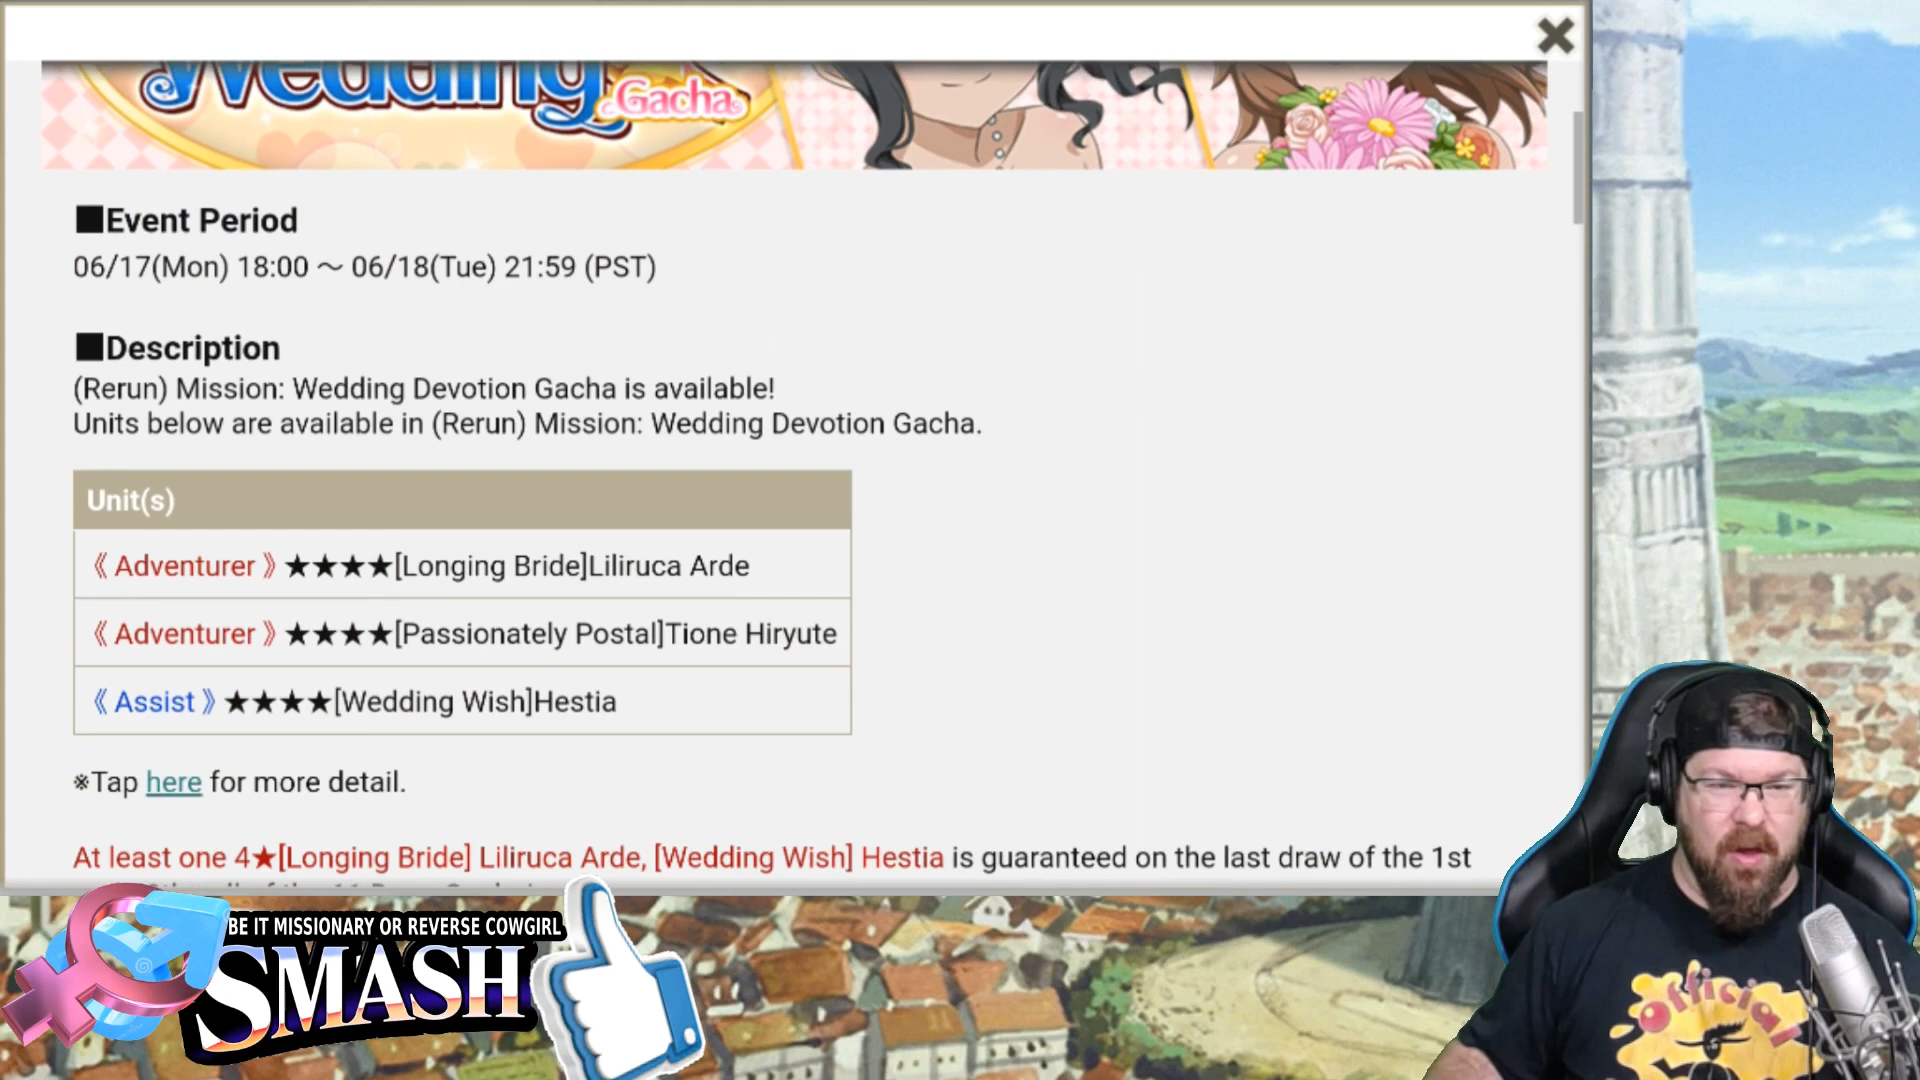 Wedding
Gacha
■Event Period
06/17(Mon) 18:00 ～ 06/18(Tue) 21:59 (PST)
■Description
(Rerun) Mission: Wedding Devotion Gacha is available!
Units below are available in (Rerun) Mission: Wedding Devotion Gacha.
Unit(s)
《Adventurer》★★★★[Longing Bride]Liliruca Arde
《Adventurer》★★★★[Passionately Postal]Tione Hiryute
《Assist》★★★★[Wedding Wish]Hestia
※Tap here for more detail.
At least one 4★[Longing Bride] Liliruca Arde, [Wedding Wish] Hestia is guaranteed on the last draw of the 1st
BE IT MISSIONARY OR REVERSE COWGIRL
SMASH
Official